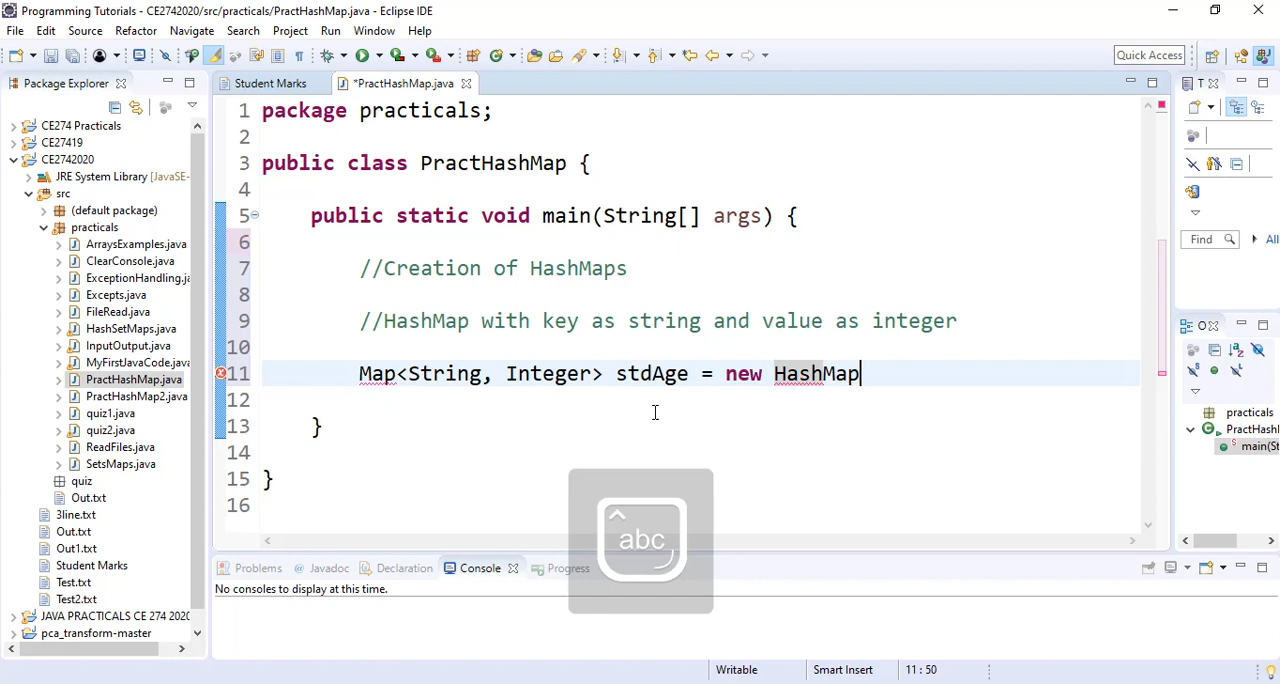 Programming Tutorials - CE2742020/src/practicals/PractHashMap.java - Eclipse IDE
File Edit Source Refactor Navigate Search Project Run Window Help
Quick Access
Package Explorer
CE274 Practicals
CE27419
CE2742020
JRE System Library [JavaSE-
src
(default package)
practicals
ArraysExamples.java
ClearConsole.java
ExceptionHandling.j
Excepts.java
FileRead.java
HashSetMaps.java
InputOutput.java
MyFirstJavaCode.java
PractHashMap.java
PractHashMap2.java
quiz1.java
quiz2.java
ReadFiles.java
SetsMaps.java
quiz
Out.txt
3line.txt
Out.txt
Out1.txt
Student Marks
Test.txt
Test2.txt
JAVA PRACTICALS CE 274 2020
pca_transform-master
Student Marks *PractHashMap.java
1 package practicals;
2
3 public class PractHashMap {
4
5 public static void main(String[] args) {
6
7 //Creation of HashMaps
8
9 //HashMap with key as string and value as integer
10
11 Map<String, Integer> stdAge = new HashMap
12
13 }
14
15 }
16
abc
Problems @ Javadoc Declaration Console Progress
No consoles to display at this time.
T
Find All
O
practicals
PractHashI
main(St
Writable Smart Insert 11 : 50